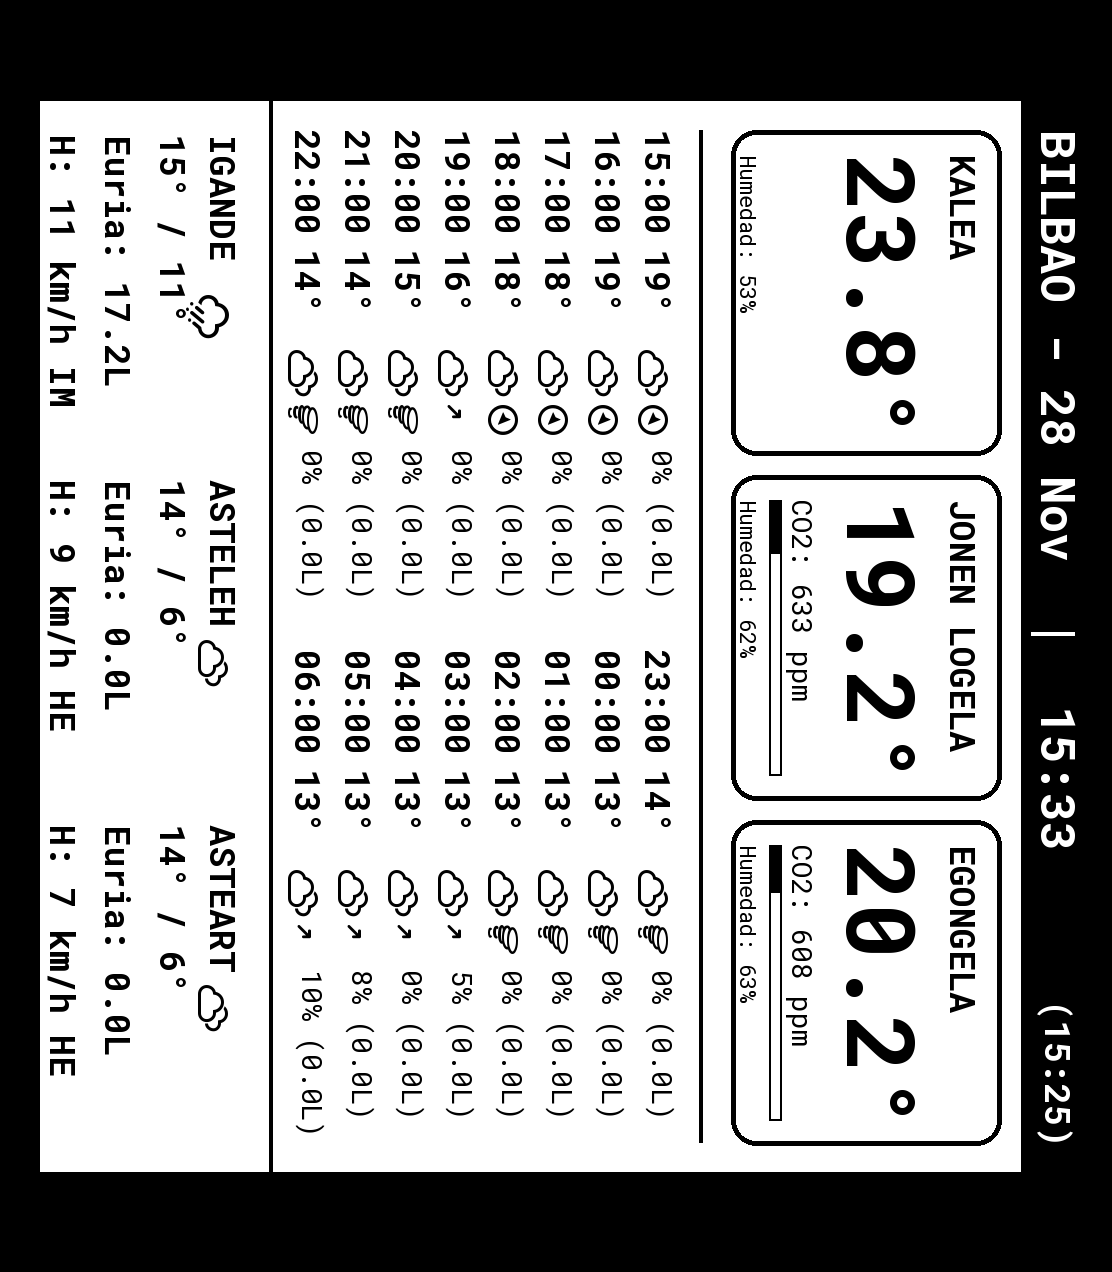 BILBAO - 28 Nov | 15:33 (15:25)
KALEA
23.8°
Humedad: 53%
JONEN LOGELA
19.2°
CO2: 633 ppm
Humedad: 62%
EGONGELA
20.2°
CO2: 608 ppm
Humedad: 63%
15:00 19° 0% (0.0L)
16:00 19° 0% (0.0L)
17:00 18° 0% (0.0L)
18:00 18° 0% (0.0L)
19:00 16° 0% (0.0L)
20:00 15° 0% (0.0L)
21:00 14° 0% (0.0L)
22:00 14° 0% (0.0L)
23:00 14° 0% (0.0L)
00:00 13° 0% (0.0L)
01:00 13° 0% (0.0L)
02:00 13° 0% (0.0L)
03:00 13° 5% (0.0L)
04:00 13° 0% (0.0L)
05:00 13° 8% (0.0L)
06:00 13° 10% (0.0L)
IGANDE
15° / 11°
Euria: 17.2L
H: 11 km/h IM
ASTELEH
14° / 6°
Euria: 0.0L
H: 9 km/h HE
ASTEART
14° / 6°
Euria: 0.0L
H: 7 km/h HE